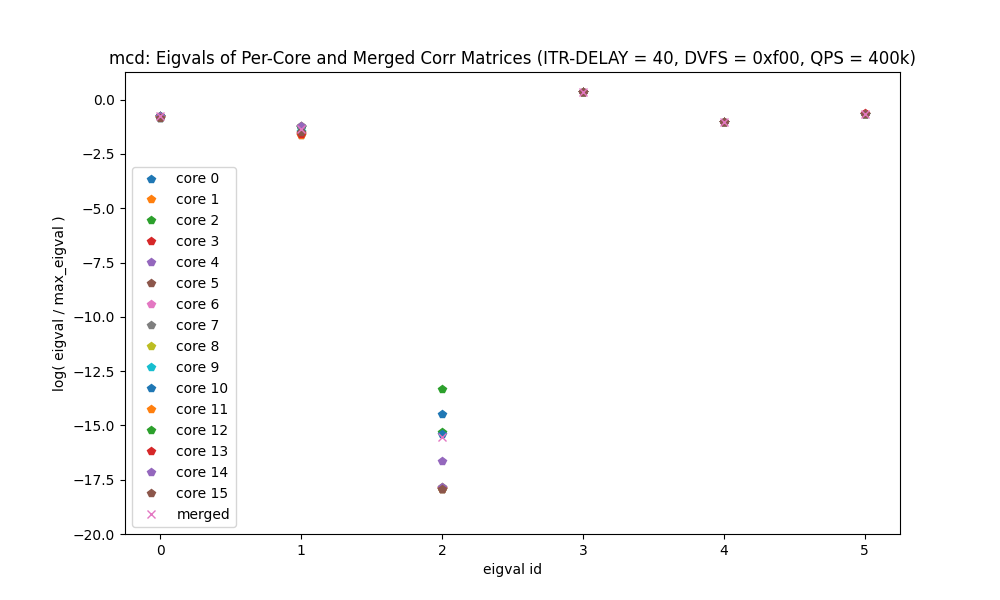 mcd: Eigvals of Per-Core and Merged Corr Matrices (ITR-DELAY = 40, DVFS = 0xf00, QPS = 400k)
log( eigval / max_eigval )
0.0
−2.5
−5.0
−7.5
−10.0
−12.5
−15.0
−17.5
−20.0
core 0
core 1
core 2
core 3
core 4
core 5
core 6
core 7
core 8
core 9
core 10
core 11
core 12
core 13
core 14
core 15
merged
0 1 2 3 4 5
eigval id